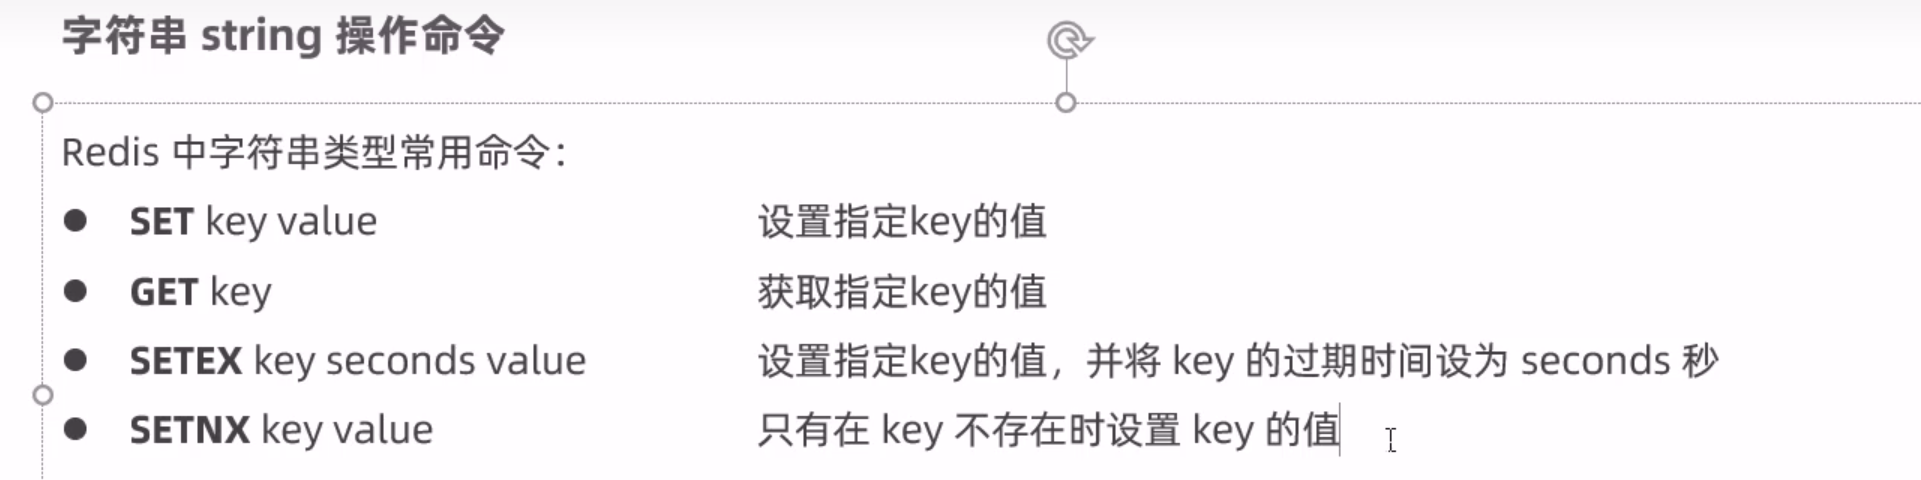 字符串 string 操作命令
Redis 中字符串类型常用命令：
● SET key value 设置指定key的值
● GET key 获取指定key的值
● SETEX key seconds value 设置指定key的值，并将 key 的过期时间设为 seconds 秒
● SETNX key value 只有在 key 不存在时设置 key 的值